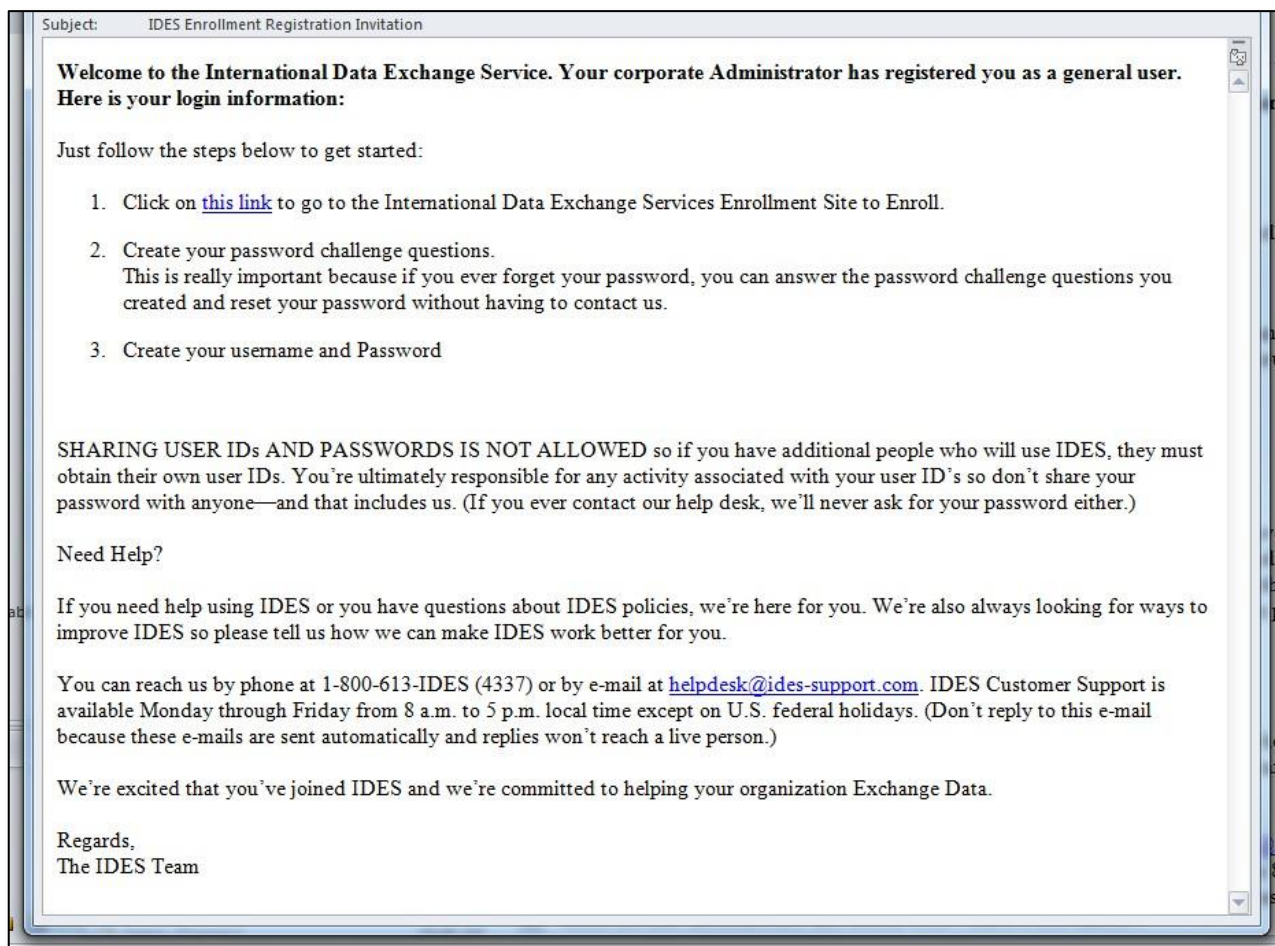 Subject: IDES Enrollment Registration Invitation
Welcome to the International Data Exchange Service. Your corporate Administrator has registered you as a general user.
Here is your login information:
Just follow the steps below to get started:
1. Click on this link to go to the International Data Exchange Services Enrollment Site to Enroll.
2. Create your password challenge questions.
This is really important because if you ever forget your password, you can answer the password challenge questions you
created and reset your password without having to contact us.
3. Create your username and Password
SHARING USER IDs AND PASSWORDS IS NOT ALLOWED so if you have additional people who will use IDES, they must
obtain their own user IDs. You’re ultimately responsible for any activity associated with your user ID’s so don’t share your
password with anyone—and that includes us. (If you ever contact our help desk, we’ll never ask for your password either.)
Need Help?
If you need help using IDES or you have questions about IDES policies, we’re here for you. We’re also always looking for ways to
improve IDES so please tell us how we can make IDES work better for you.
You can reach us by phone at 1-800-613-IDES (4337) or by e-mail at helpdesk@ides-support.com. IDES Customer Support is
available Monday through Friday from 8 a.m. to 5 p.m. local time except on U.S. federal holidays. (Don’t reply to this e-mail
because these e-mails are sent automatically and replies won’t reach a live person.)
We’re excited that you’ve joined IDES and we’re committed to helping your organization Exchange Data.
Regards,
The IDES Team